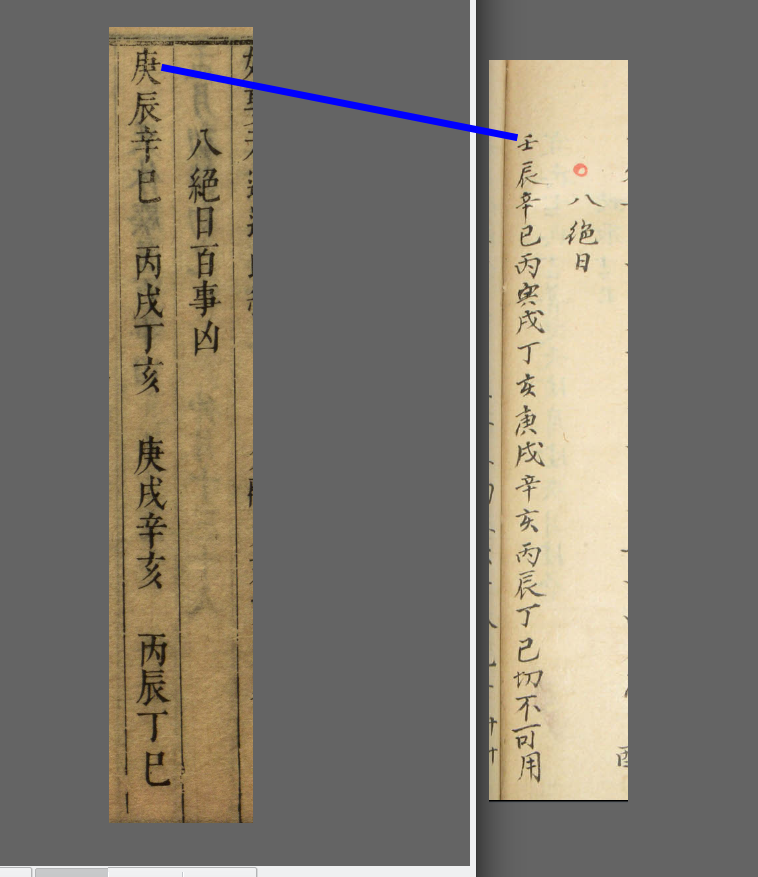 八絕日百事凶
庚辰辛巳 丙戌丁亥 庚戌辛亥 丙辰丁巳
八絕日
壬辰辛巳丙寅戌丁亥庚戌辛亥丙辰丁巳切不可用